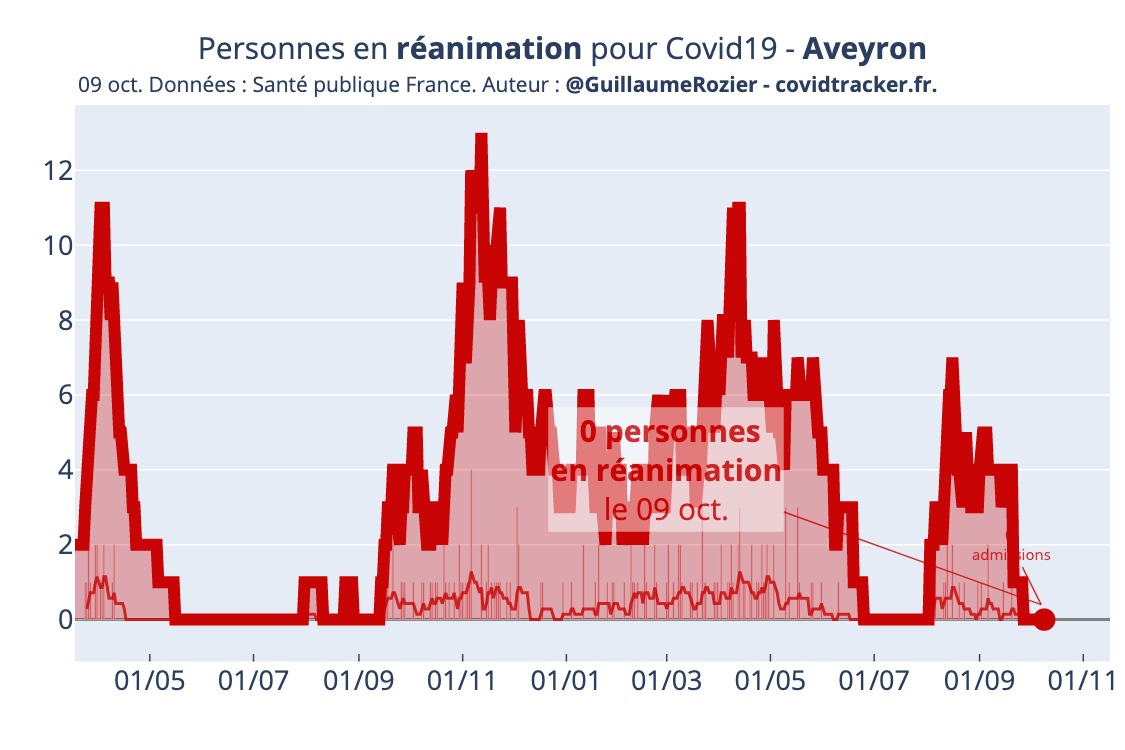 Personnes en réanimation pour Covid19 - Aveyron
09 oct. Données : Santé publique France. Auteur : @GuillaumeRozier - covidtracker.fr.
12
10
8
6
4
2
0
0 personnes
en réanimation
le 09 oct.
admissions
01/05 01/07 01/09 01/11 01/01 01/03 01/05 01/07 01/09 01/11